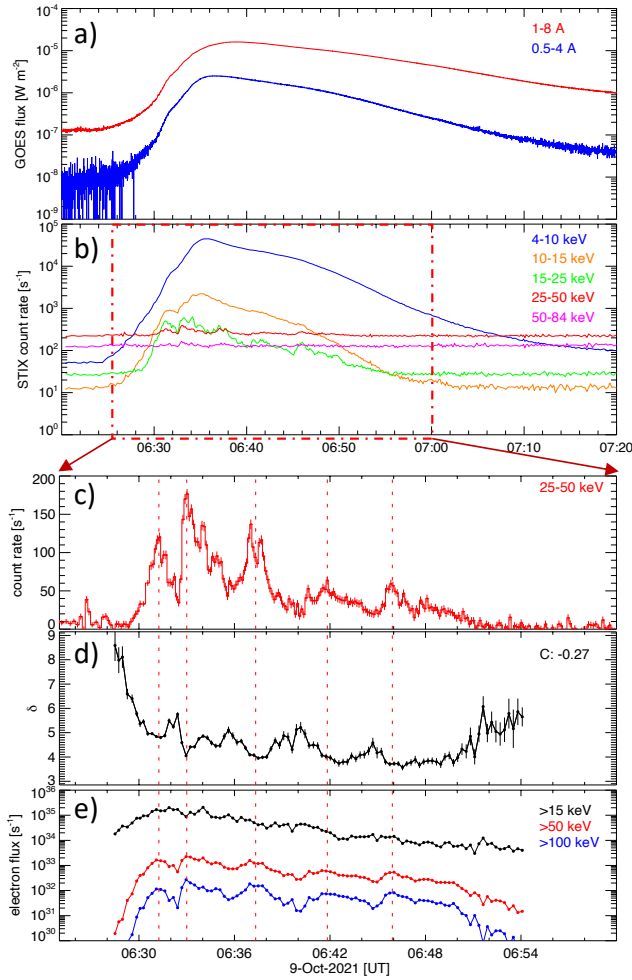 a)
1-8 A
0.5-4 A
GOES flux [W m⁻²]
10⁻⁴
10⁻⁵
10⁻⁶
10⁻⁷
10⁻⁸
10⁻⁹
b)
4-10 keV
10-15 keV
15-25 keV
25-50 keV
50-84 keV
STIX count rate [s⁻¹]
10⁵
10⁴
10³
10²
10¹
10⁰
06:30 06:40 06:50 07:00 07:10 07:20
c)
25-50 keV
count rate [s⁻¹]
200
150
100
50
0
d)
C: -0.27
δ
9
8
7
6
5
4
3
e)
>15 keV
>50 keV
>100 keV
electron flux [s⁻¹]
10³⁶
10³⁵
10³⁴
10³³
10³²
10³¹
10³⁰
06:30 06:36 06:42 06:48 06:54
9-Oct-2021 [UT]